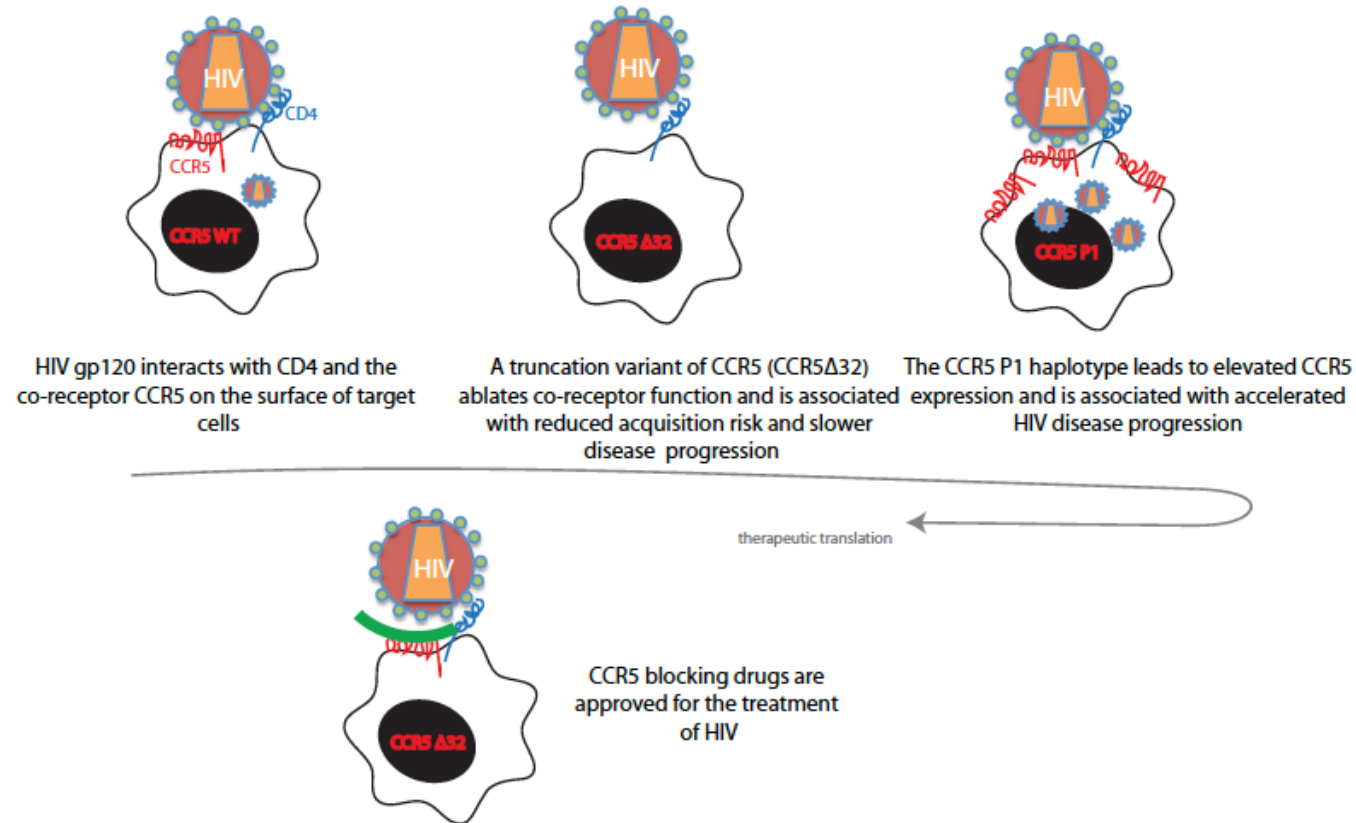 HIV
CD4
CCR5
CCR5 WT
HIV
CCR5 Δ32
HIV
CCR5 P1
HIV gp120 interacts with CD4 and the
co-receptor CCR5 on the surface of target
cells
A truncation variant of CCR5 (CCR5Δ32)
ablates co-receptor function and is associated
with reduced acquisition risk and slower
disease progression
The CCR5 P1 haplotype leads to elevated CCR5
expression and is associated with accelerated
HIV disease progression
therapeutic translation
HIV
CCR5 Δ32
CCR5 blocking drugs are
approved for the treatment
of HIV